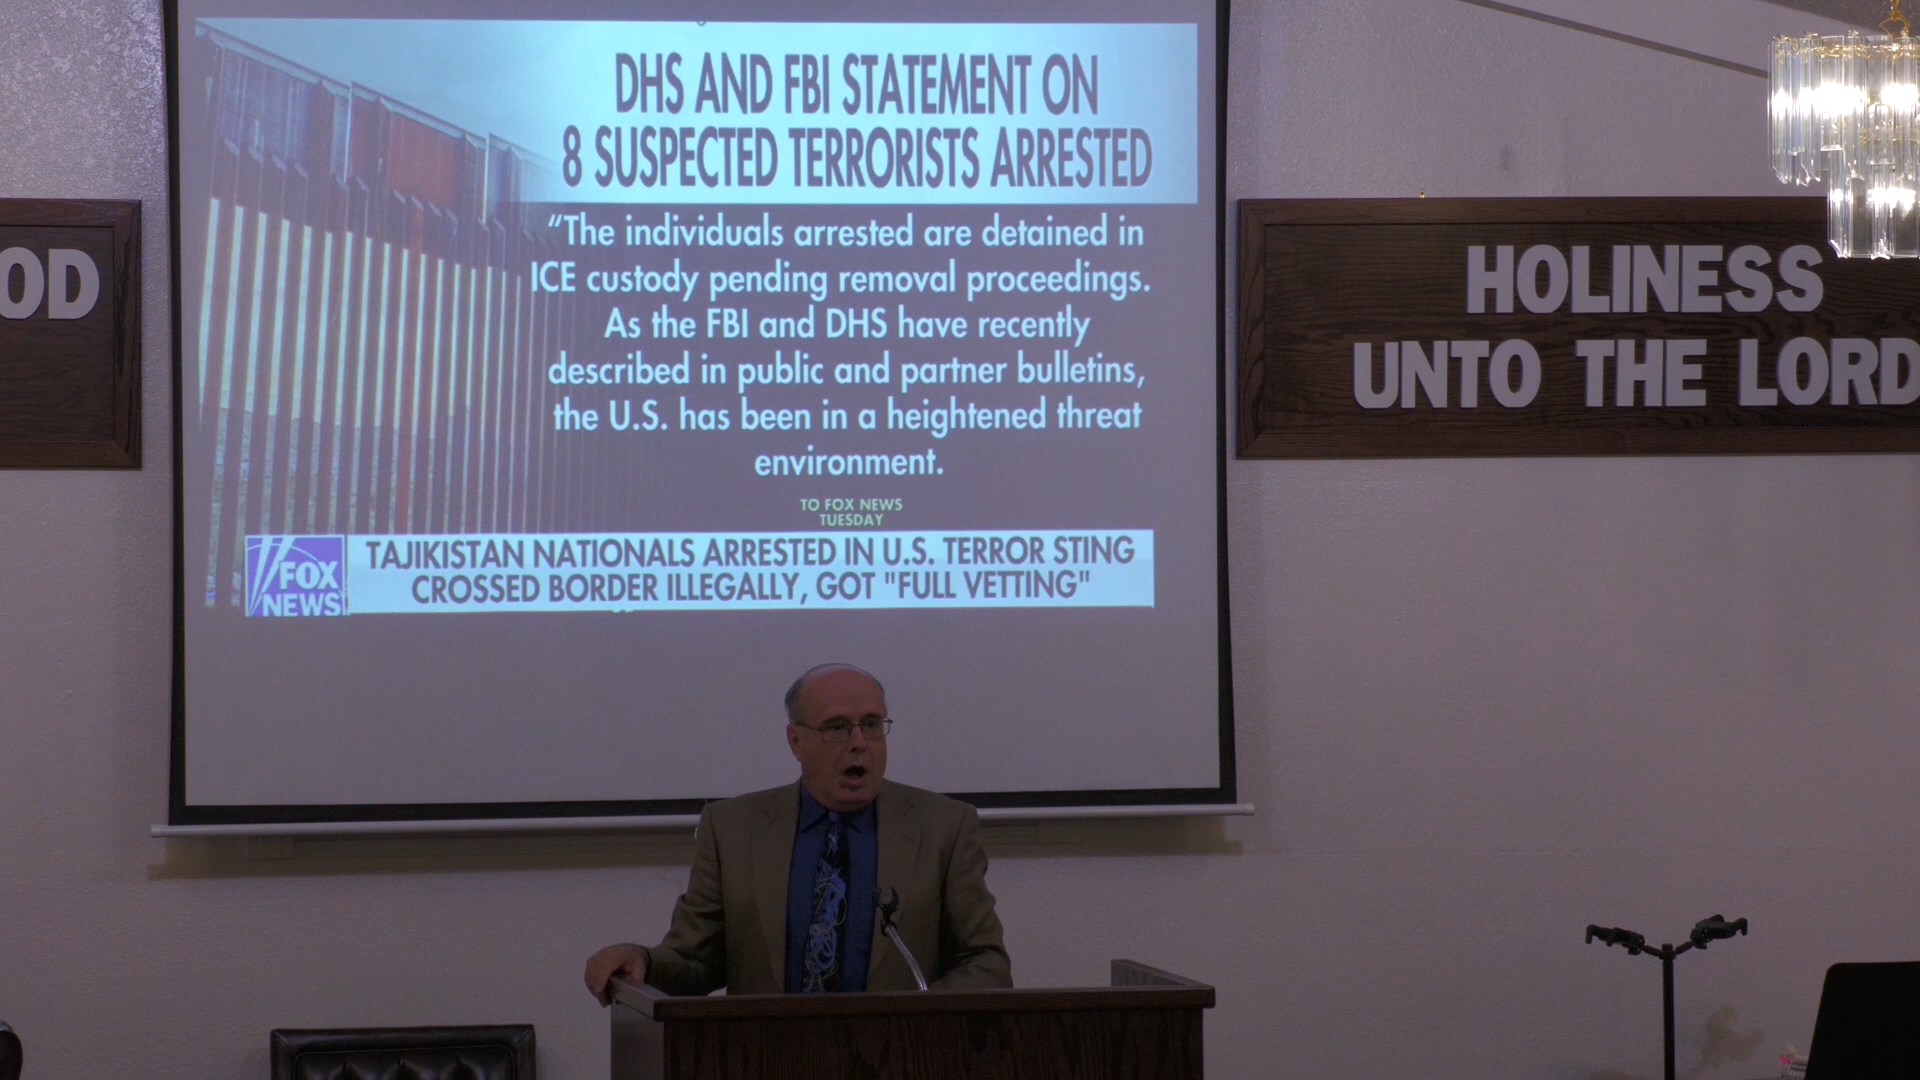 DHS AND FBI STATEMENT ON
8 SUSPECTED TERRORISTS ARRESTED
“The individuals arrested are detained in
ICE custody pending removal proceedings.
As the FBI and DHS have recently
described in public and partner bulletins,
the U.S. has been in a heightened threat
environment.
TO FOX NEWS
TUESDAY
FOX
NEWS
TAJIKISTAN NATIONALS ARRESTED IN U.S. TERROR STING
CROSSED BORDER ILLEGALLY, GOT "FULL VETTING"
OD
HOLINESS
UNTO THE LORD